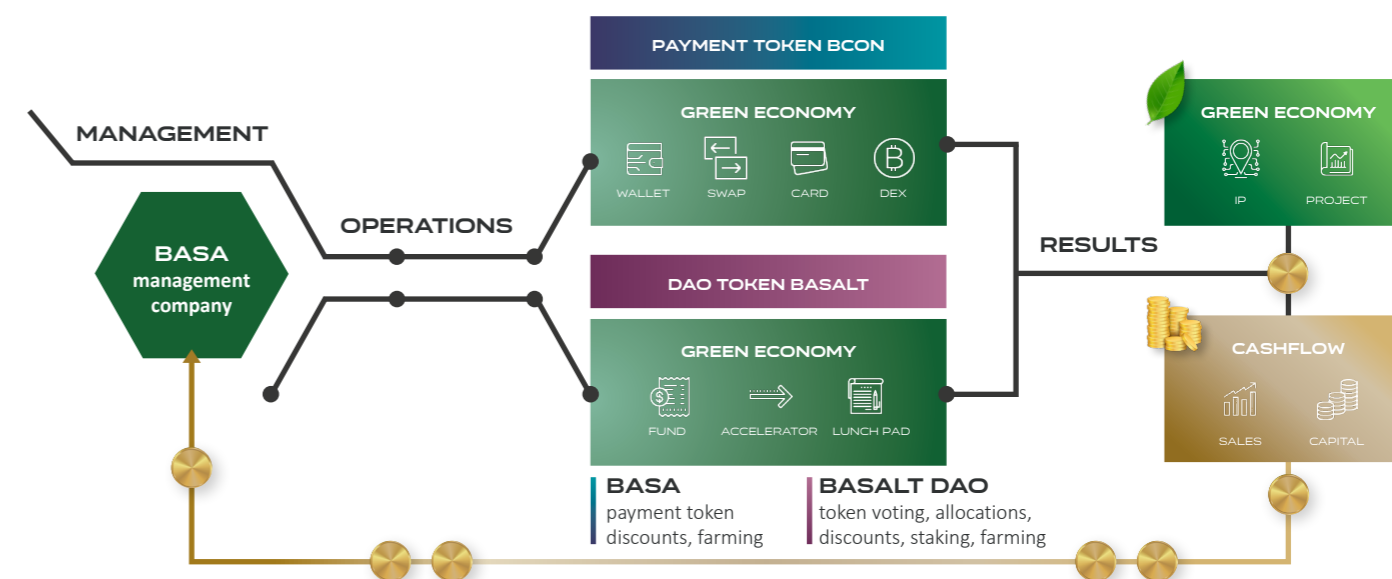 PAYMENT TOKEN BCON
GREEN ECONOMY
WALLET
SWAP
CARD
DEX
MANAGEMENT
BASA
management
company
OPERATIONS
DAO TOKEN BASALT
GREEN ECONOMY
FUND
ACCELERATOR
LUNCH PAD
BASA
payment token
discounts, farming
BASALT DAO
token voting, allocations,
discounts, staking, farming
RESULTS
GREEN ECONOMY
IP
PROJECT
CASHFLOW
SALES
CAPITAL